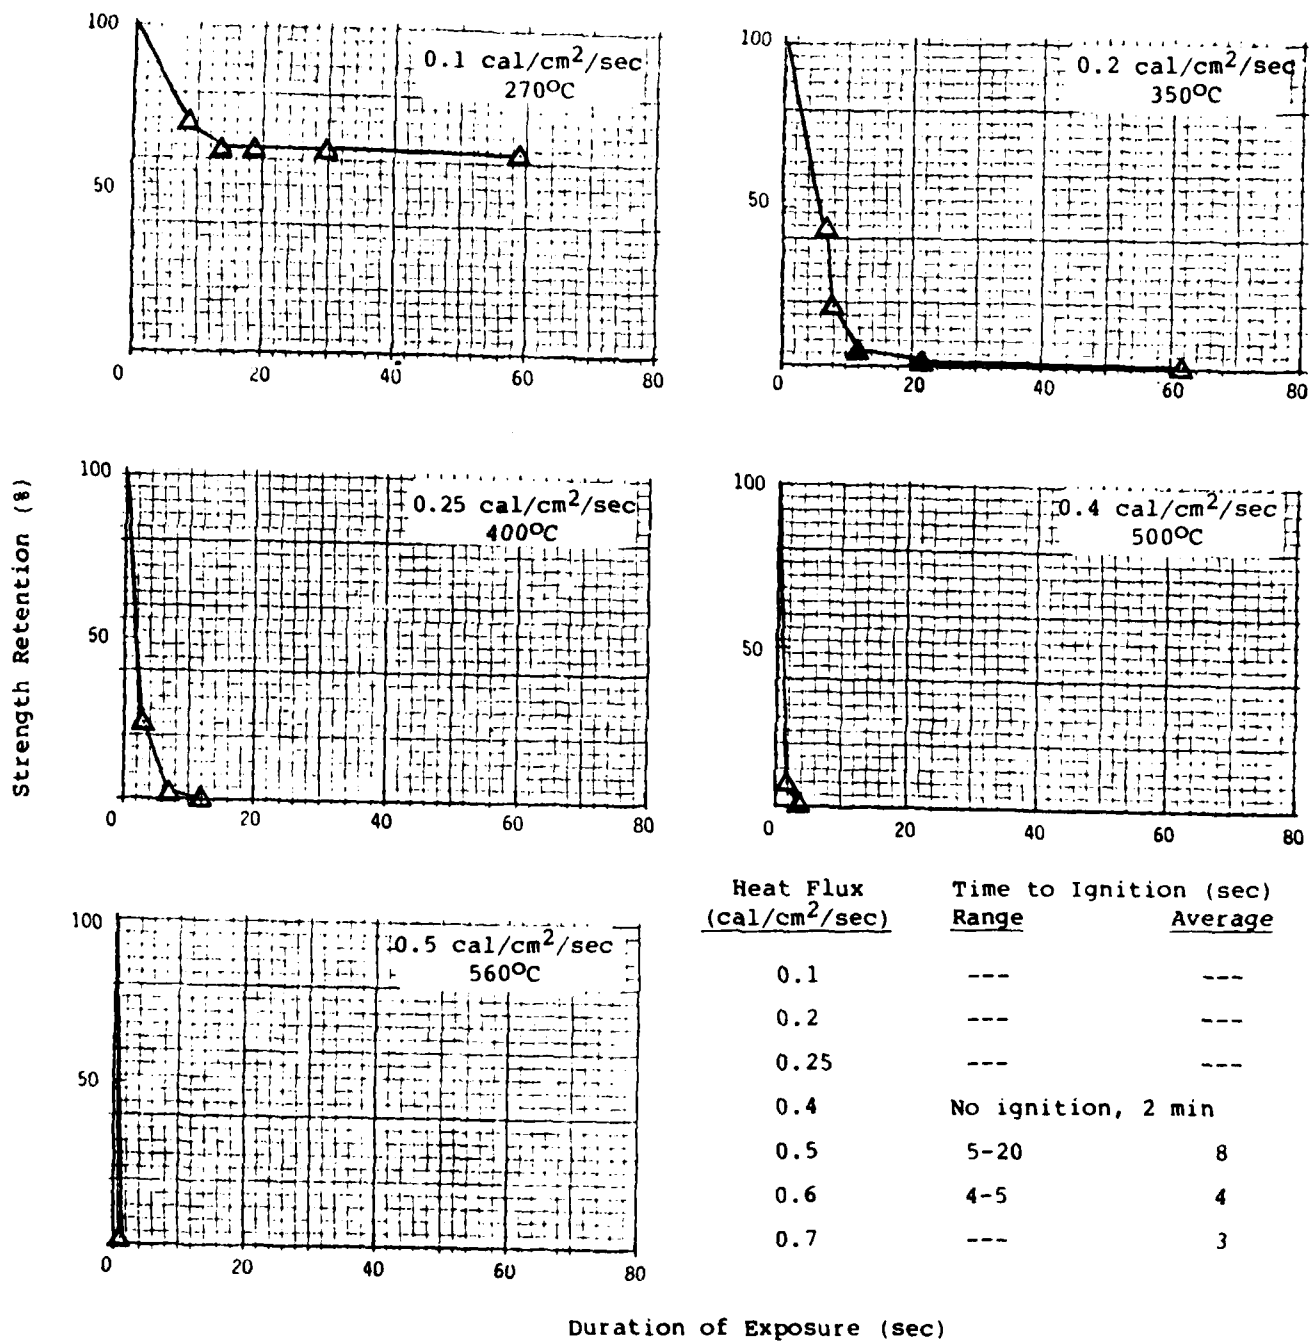 100
50
0.1 cal/cm²/sec
270°C
0 20 40 60 80
100
50
0.2 cal/cm²/sec
350°C
0 20 40 60 80
Strength Retention (%)
100
50
0.25 cal/cm²/sec
400°C
0 20 40 60 80
100
50
0.4 cal/cm²/sec
500°C
0 20 40 60 80
100
50
0.5 cal/cm²/sec
560°C
0 20 40 60 80
Heat Flux Time to Ignition (sec)
(cal/cm²/sec) Range Average
0.1 --- ---
0.2 --- ---
0.25 --- ---
0.4 No ignition, 2 min
0.5 5-20 8
0.6 4-5 4
0.7 --- 3
Duration of Exposure (sec)